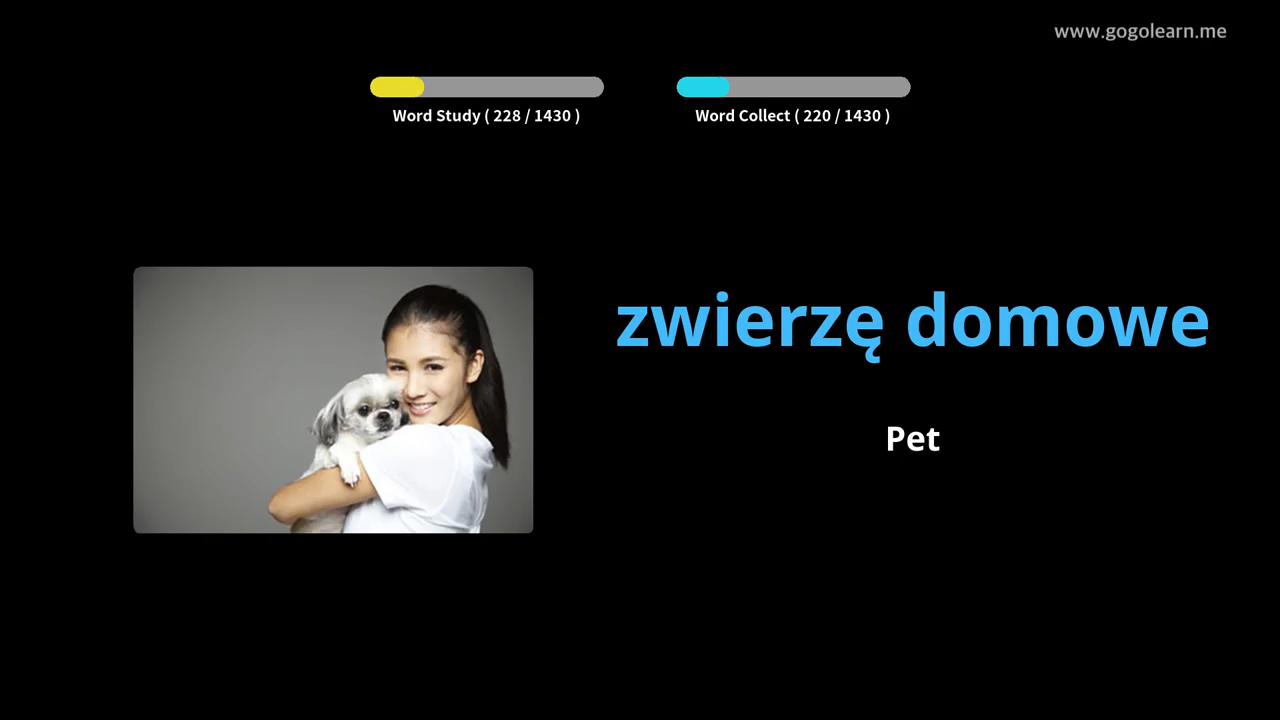 www.gogolearn.me
Word Study ( 228 / 1430 )
Word Collect ( 220 / 1430 )
zwierzę domowe
Pet